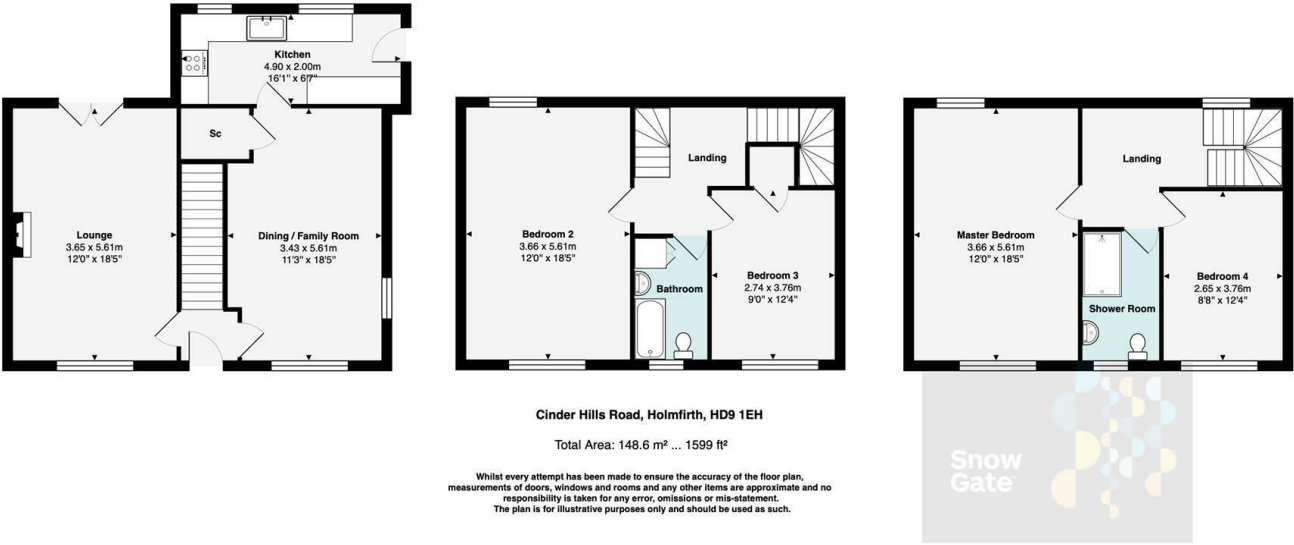 Kitchen
4.90 x 2.00m
16'1" x 6'7"
Sc
Lounge
3.65 x 5.61m
12'0" x 18'5"
Dining / Family Room
3.43 x 5.61m
11'3" x 18'5"
Landing
Bedroom 2
3.66 x 5.61m
12'0" x 18'5"
Bathroom
Bedroom 3
2.74 x 3.76m
9'0" x 12'4"
Landing
Master Bedroom
3.66 x 5.61m
12'0" x 18'5"
Shower Room
Bedroom 4
2.65 x 3.76m
8'8" x 12'4"
Cinder Hills Road, Holmfirth, HD9 1EH
Total Area: 148.6 m² ... 1599 ft²
Whilst every attempt has been made to ensure the accuracy of the floor plan,
measurements of doors, windows and rooms and any other items are approximate and no
responsibility is taken for any error, omissions or mis-statement.
The plan is for illustrative purposes only and should be used as such.
Snow
Gate